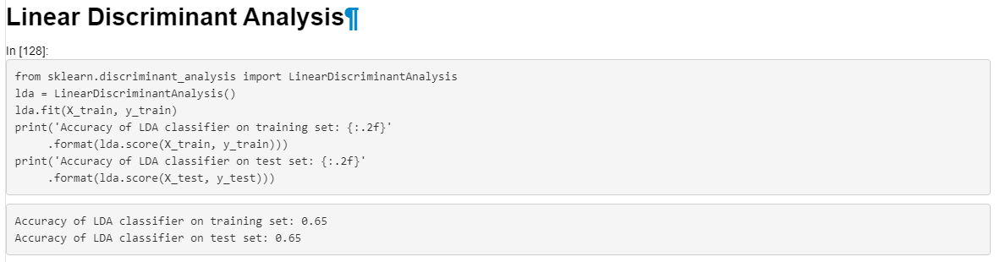 Linear Discriminant Analysis¶
In [128]:
from sklearn.discriminant_analysis import LinearDiscriminantAnalysis
lda = LinearDiscriminantAnalysis()
lda.fit(X_train, y_train)
print('Accuracy of LDA classifier on training set: {:.2f}'
     .format(lda.score(X_train, y_train)))
print('Accuracy of LDA classifier on test set: {:.2f}'
     .format(lda.score(X_test, y_test)))
Accuracy of LDA classifier on training set: 0.65
Accuracy of LDA classifier on test set: 0.65